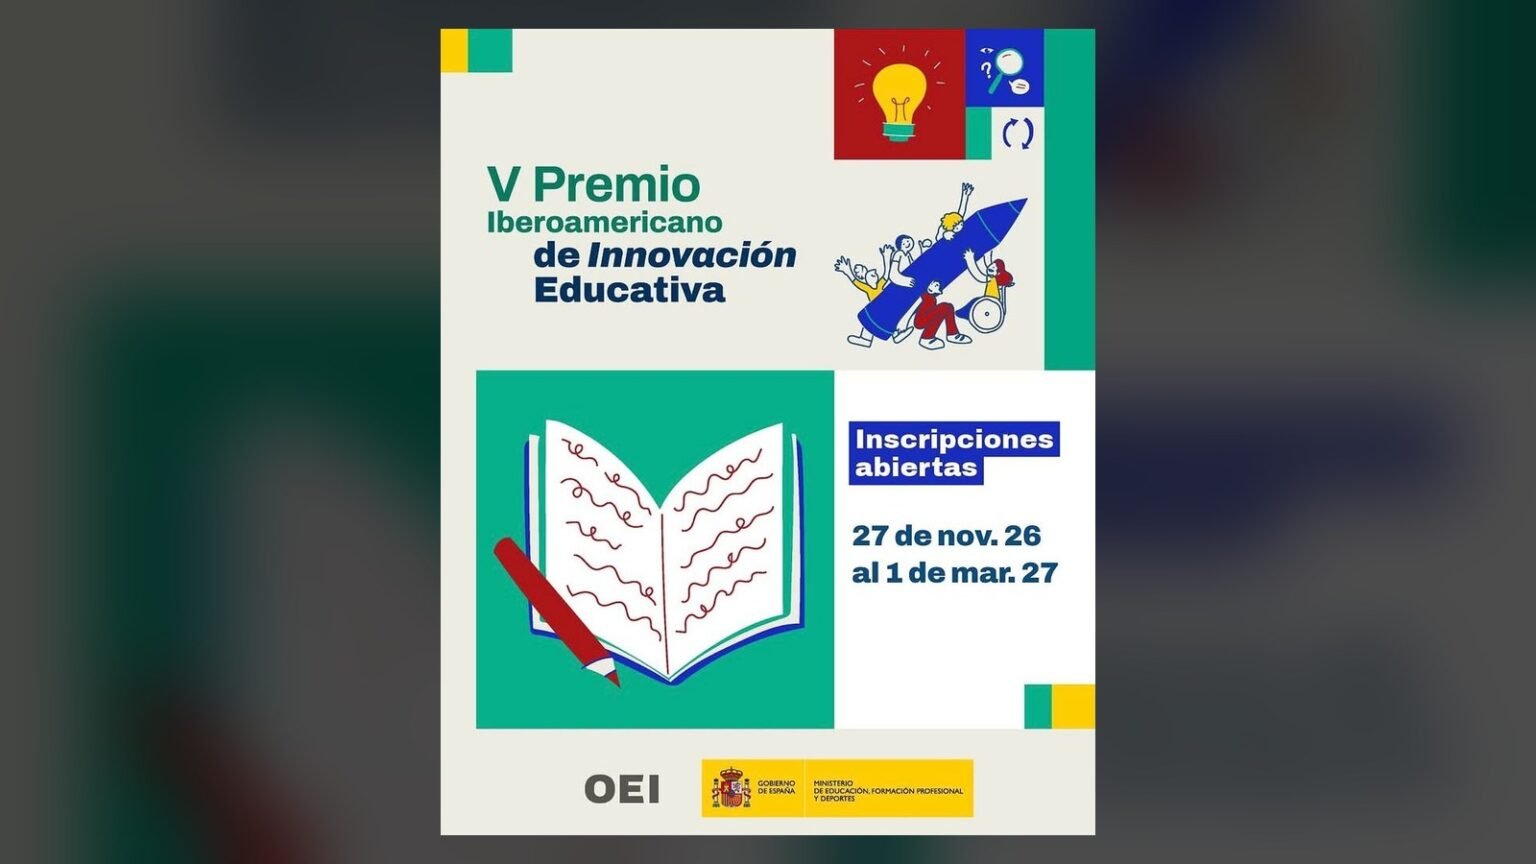 V Premio
Iberoamericano
de Innovación
Educativa
?
Inscripciones
abiertas
27 de nov. 26
al 1 de mar. 27
OEI
GOBIERNO
DE ESPAÑA
MINISTERIO
DE EDUCACIÓN, FORMACIÓN PROFESIONAL
Y DEPORTES